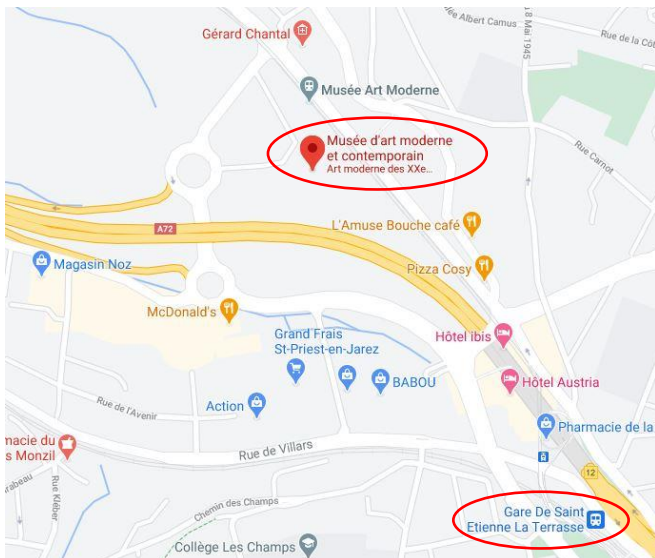 ée Albert Camus
u 8 Mai 1945
Rue de la Côt
Gérard Chantal
Musée Art Moderne
Musée d'art moderne
et contemporain
Art moderne des XXe...
Rue Carnot
A72
L'Amuse Bouche café
Magasin Noz
Pizza Cosy
McDonald's
Grand Frais
St-Priest-en-Jarez
Hôtel ibis
BABOU
Hôtel Austria
Rue de l'Avenir
Action
Pharmacie de la
macie du
s Monzil
Rue de Villars
12
arabeau
Rue Kléber
Chemin des Champs
Gare De Saint
Etienne La Terrasse
Collège Les Champs